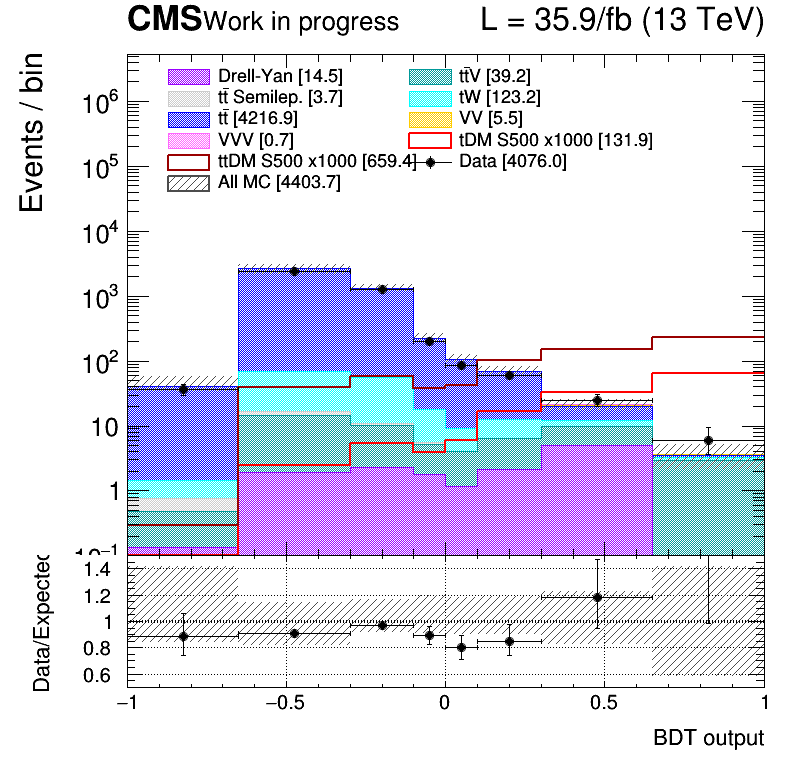 CMS Work in progress L = 35.9/fb (13 TeV)
Events / bin
Drell-Yan [14.5]
tt̄V [39.2]
tt̄ Semilep. [3.7]
tW [123.2]
tt̄ [4216.9]
VV [5.5]
VVV [0.7]
tDM S500 x1000 [131.9]
ttDM S500 x1000 [659.4]
Data [4076.0]
All MC [4403.7]
10⁶
10⁵
10⁴
10³
10²
10
1
10⁻¹
Data/Expected
1.4
1.2
1
0.8
0.6
−1 −0.5 0 0.5 1
BDT output